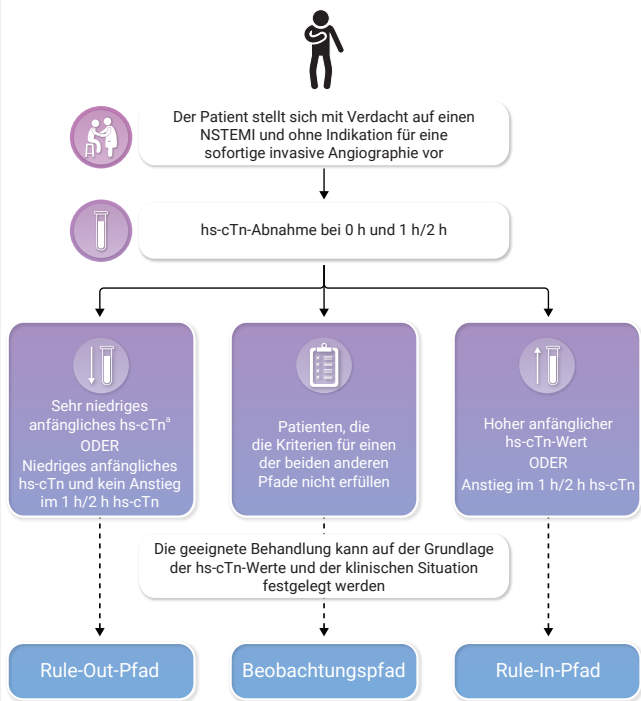 Der Patient stellt sich mit Verdacht auf einen
NSTEMI und ohne Indikation für eine
sofortige invasive Angiographie vor
hs-cTn-Abnahme bei 0 h und 1 h/2 h
Sehr niedriges
anfängliches hs-cTnᵃ
ODER
Niedriges anfängliches
hs-cTn und kein Anstieg
im 1 h/2 h hs-cTn
Patienten, die
die Kriterien für einen
der beiden anderen
Pfade nicht erfüllen
Hoher anfänglicher
hs-cTn-Wert
ODER
Anstieg im 1 h/2 h hs-cTn
Die geeignete Behandlung kann auf der Grundlage
der hs-cTn-Werte und der klinischen Situation
festgelegt werden
Rule-Out-Pfad
Beobachtungspfad
Rule-In-Pfad